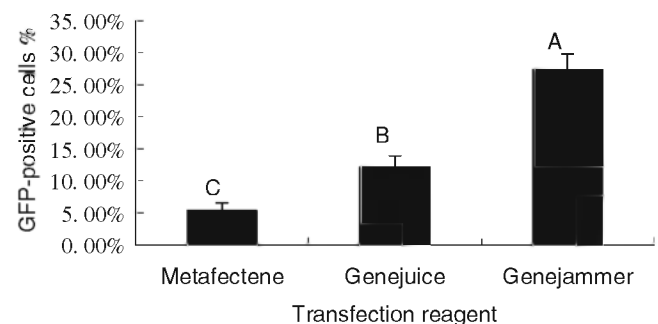 GFP-positive cells %
35. 00%
30. 00%
25. 00%
20. 00%
15. 00%
10. 00%
5. 00%
0. 00%
C
B
A
Metafectene
Genejuice
Genejammer
Transfection reagent